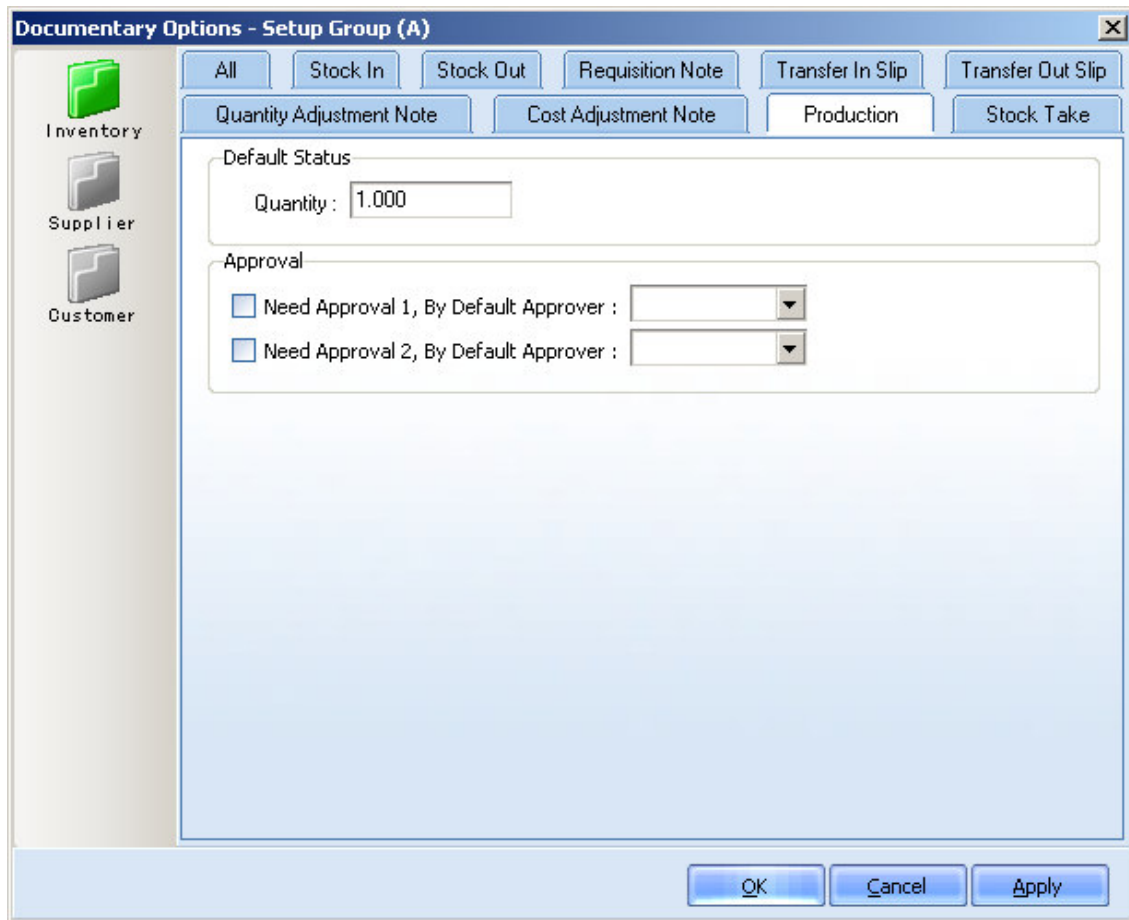 Documentary Options - Setup Group (A)
Inventory
Supplier
Customer
All Stock In Stock Out Requisition Note Transfer In Slip Transfer Out Slip
Quantity Adjustment Note Cost Adjustment Note Production Stock Take
Default Status
Quantity : 1.000
Approval
Need Approval 1, By Default Approver :
Need Approval 2, By Default Approver :
OK Cancel Apply